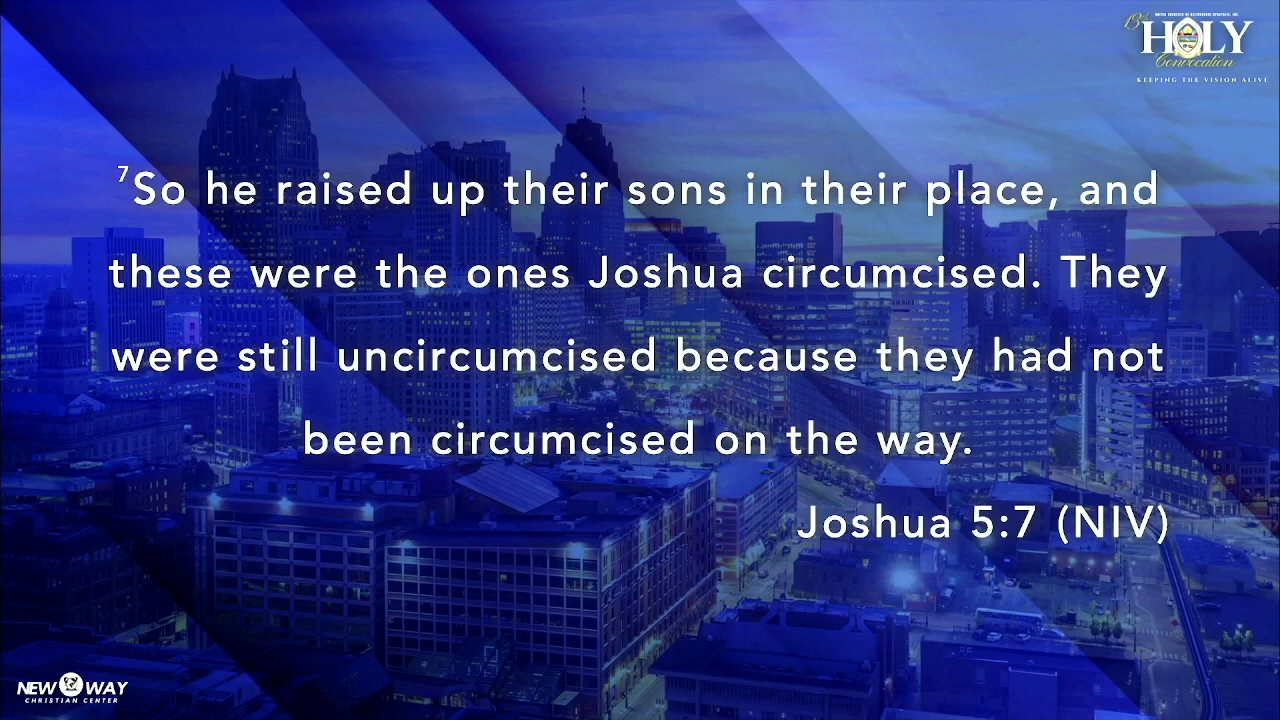 13th
HOLY
Convocation
KEEPING THE VISION ALIVE
⁷So he raised up their sons in their place, and
these were the ones Joshua circumcised. They
were still uncircumcised because they had not
been circumcised on the way.
Joshua 5:7 (NIV)
NEW WAY
CHRISTIAN CENTER